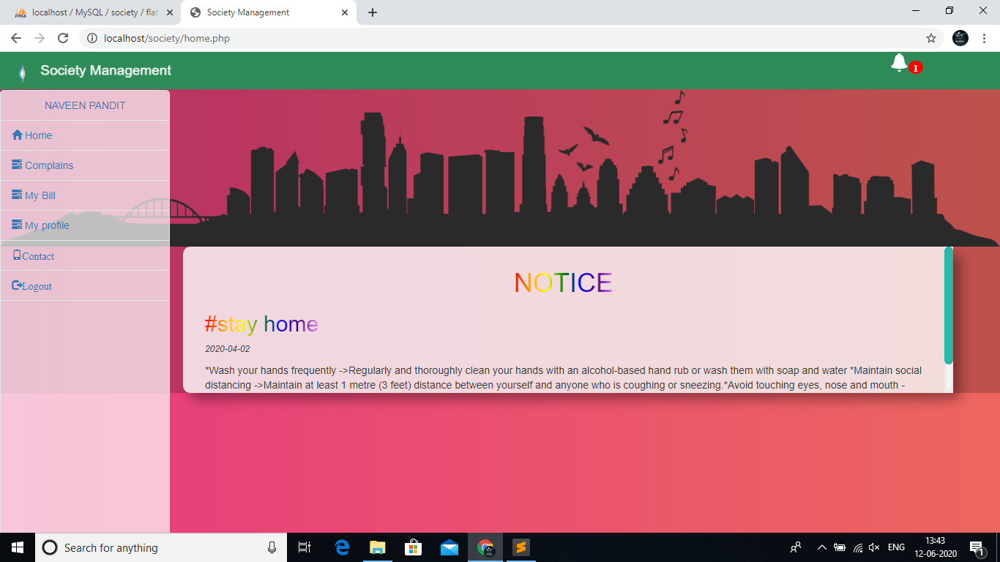 localhost / MySQL / society / flat
Society Management
localhost/society/home.php
Society Management
1
NAVEEN PANDIT
Home
Complains
My Bill
My profile
Contact
Logout
NOTICE
#stay home
2020-04-02
*Wash your hands frequently ->Regularly and thoroughly clean your hands with an alcohol-based hand rub or wash them with soap and water *Maintain social
distancing ->Maintain at least 1 metre (3 feet) distance between yourself and anyone who is coughing or sneezing.*Avoid touching eyes, nose and mouth -
Search for anything
ENG
13:43
12-06-2020
1